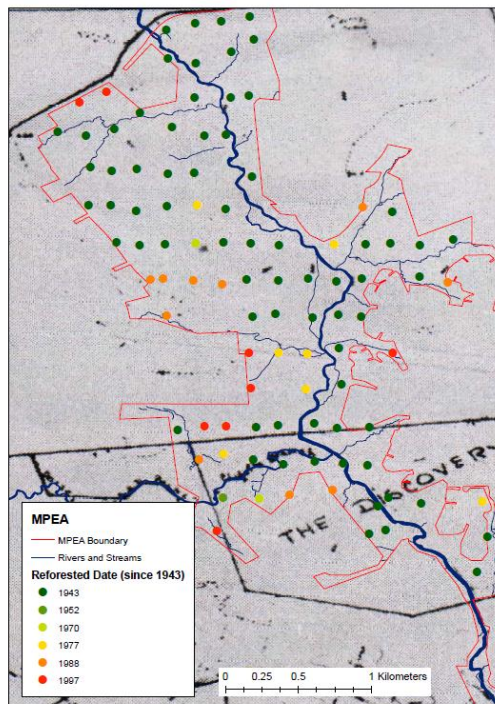 THE DISCOVERY
MPEA
MPEA Boundary
Rivers and Streams
Reforested Date (since 1943)
1943
1952
1970
1977
1988
1997
0 0.25 0.5 1 Kilometers